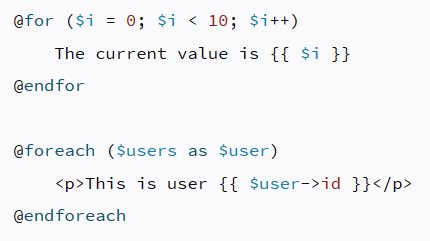 @for ($i = 0; $i < 10; $i++)
    The current value is {{ $i }}
@endfor

@foreach ($users as $user)
    <p>This is user {{ $user->id }}</p>
@endforeach